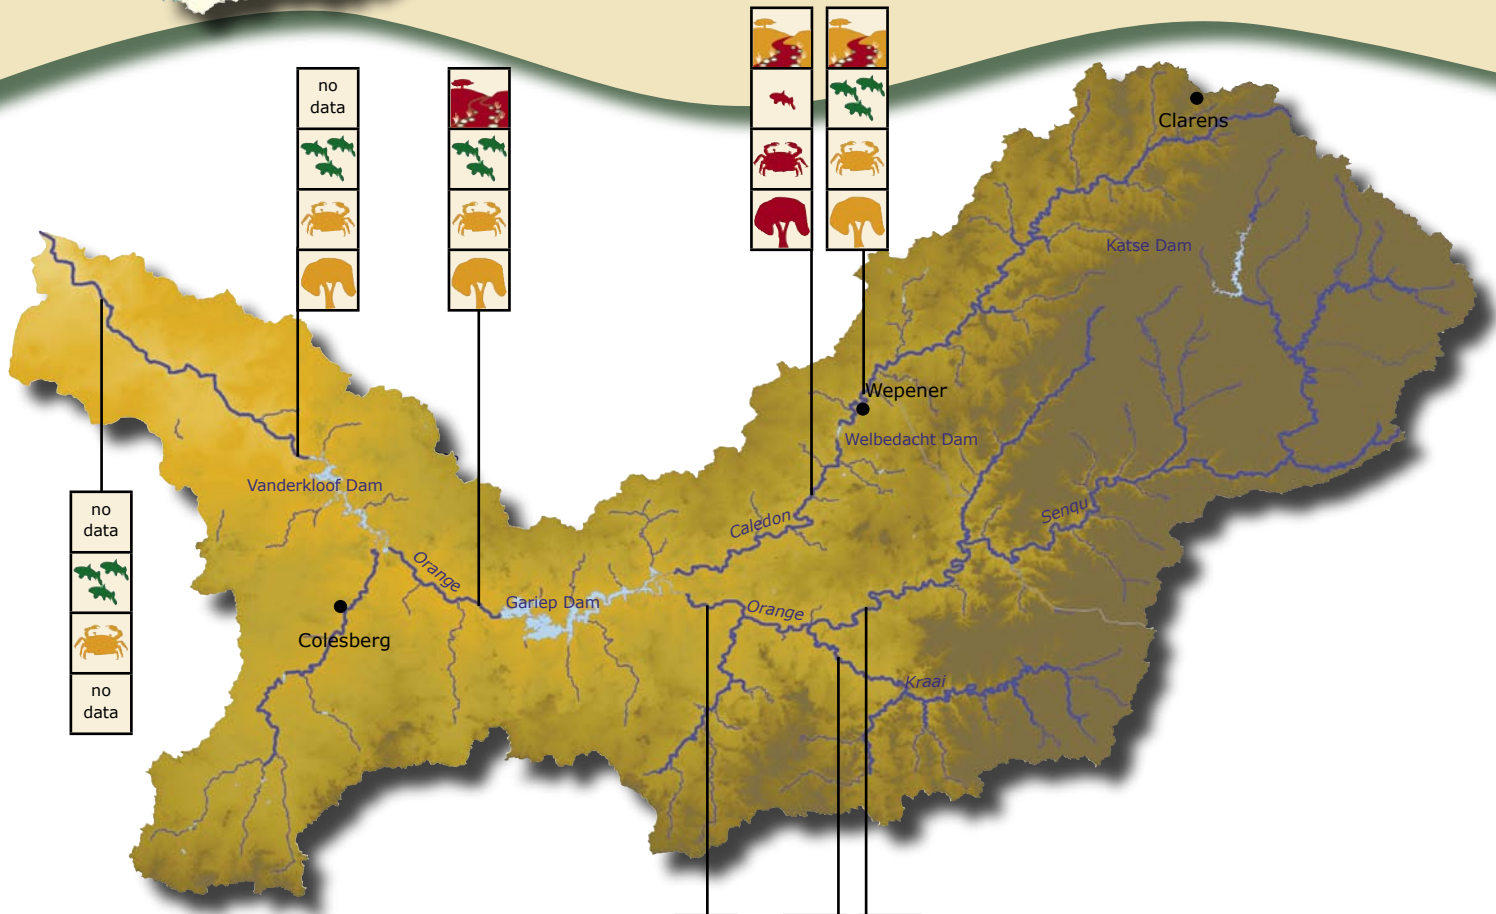 no
data
Clarens
Katse Dam
Wepener
Welbedacht Dam
Vanderkloof Dam
Senqu
Caledon
no
data
Orange
Gariep Dam
Orange
Colesberg
Kraai
no
data